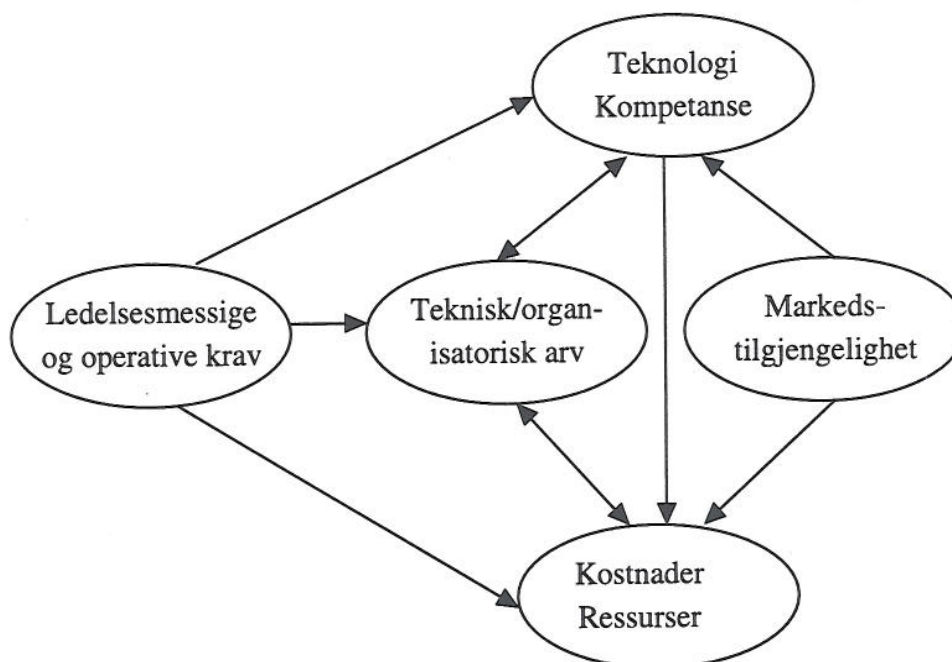 Teknologi
Kompetanse
Ledelsesmessige
og operative krav
Teknisk/organ-
isatorisk arv
Markeds-
tilgjengelighet
Kostnader
Ressurser